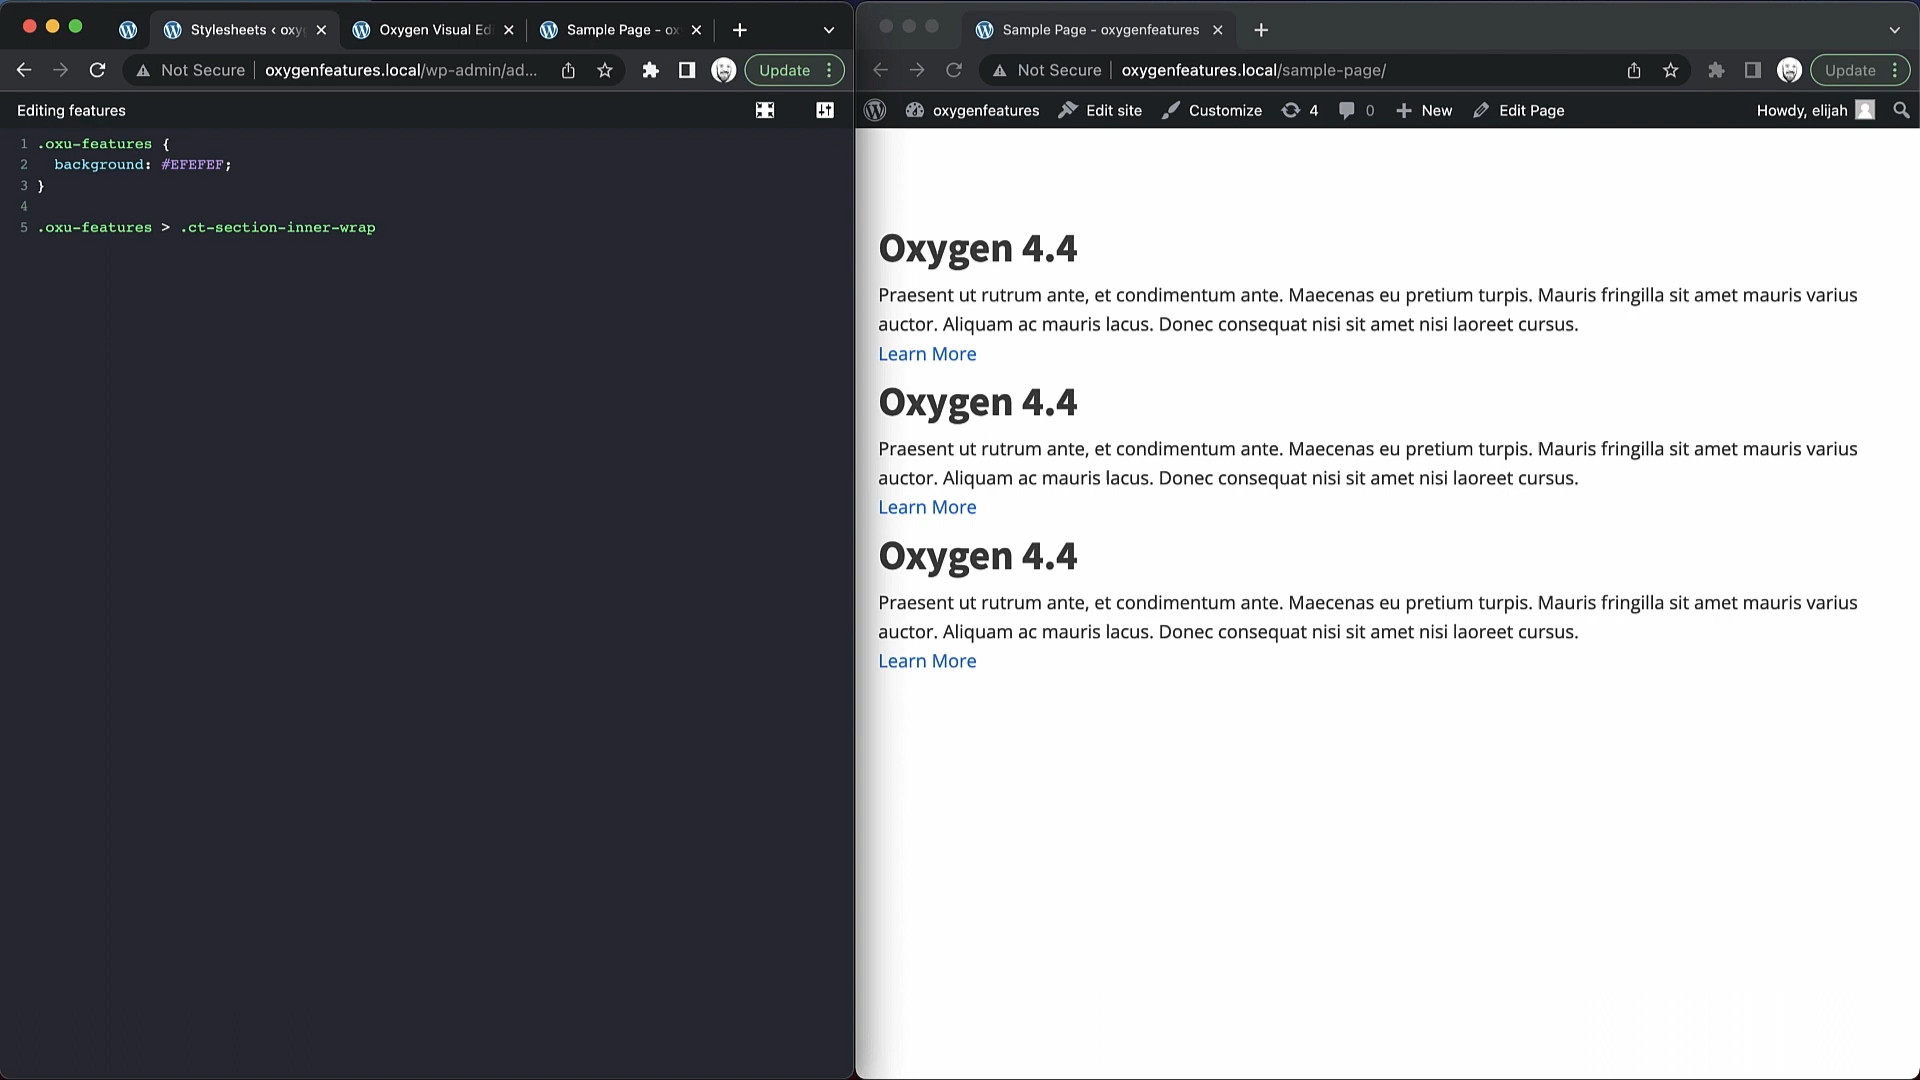 Stylesheets ‹ oxy
Oxygen Visual Ed
Sample Page - ox
Not Secure
oxygenfeatures.local/wp-admin/ad...
Update
Editing features
1 .oxu-features {
2 background: #EFEFEF;
3 }
4
5 .oxu-features > .ct-section-inner-wrap
Sample Page - oxygenfeatures
Not Secure
oxygenfeatures.local/sample-page/
Update
oxygenfeatures
Edit site
Customize
4
0
New
Edit Page
Howdy, elijah
Oxygen 4.4
Praesent ut rutrum ante, et condimentum ante. Maecenas eu pretium turpis. Mauris fringilla sit amet mauris varius
auctor. Aliquam ac mauris lacus. Donec consequat nisi sit amet nisi laoreet cursus.
Learn More
Oxygen 4.4
Praesent ut rutrum ante, et condimentum ante. Maecenas eu pretium turpis. Mauris fringilla sit amet mauris varius
auctor. Aliquam ac mauris lacus. Donec consequat nisi sit amet nisi laoreet cursus.
Learn More
Oxygen 4.4
Praesent ut rutrum ante, et condimentum ante. Maecenas eu pretium turpis. Mauris fringilla sit amet mauris varius
auctor. Aliquam ac mauris lacus. Donec consequat nisi sit amet nisi laoreet cursus.
Learn More